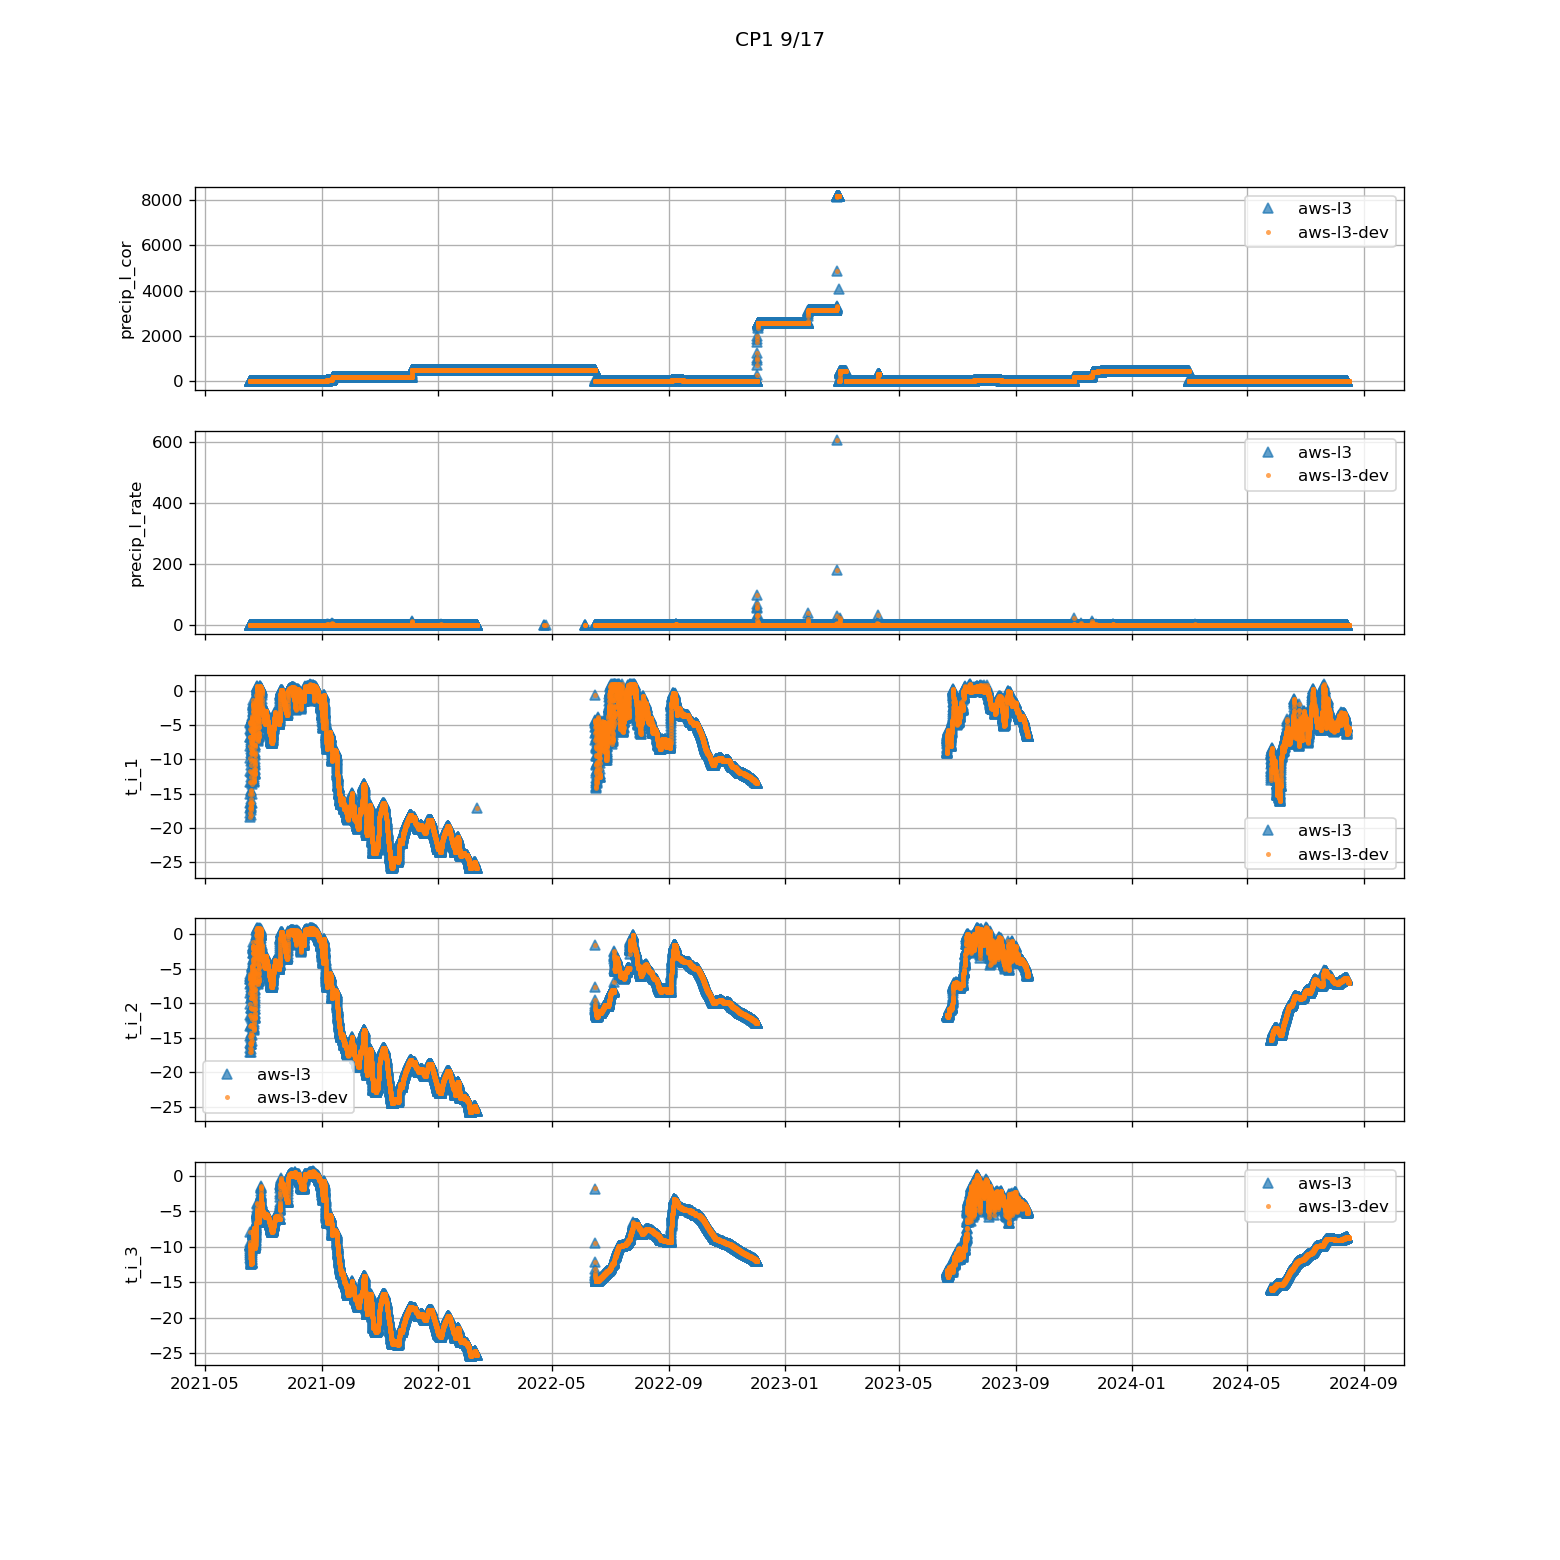 CP1 9/17
8000
6000
4000
2000
0
precip_l_cor
aws-l3
aws-l3-dev
600
400
200
0
precip_l_rate
aws-l3
aws-l3-dev
0
−5
−10
−15
−20
−25
t_i_1
aws-l3
aws-l3-dev
0
−5
−10
−15
−20
−25
t_i_2
aws-l3
aws-l3-dev
0
−5
−10
−15
−20
−25
t_i_3
aws-l3
aws-l3-dev
2021-05 2021-09 2022-01 2022-05 2022-09 2023-01 2023-05 2023-09 2024-01 2024-05 2024-09